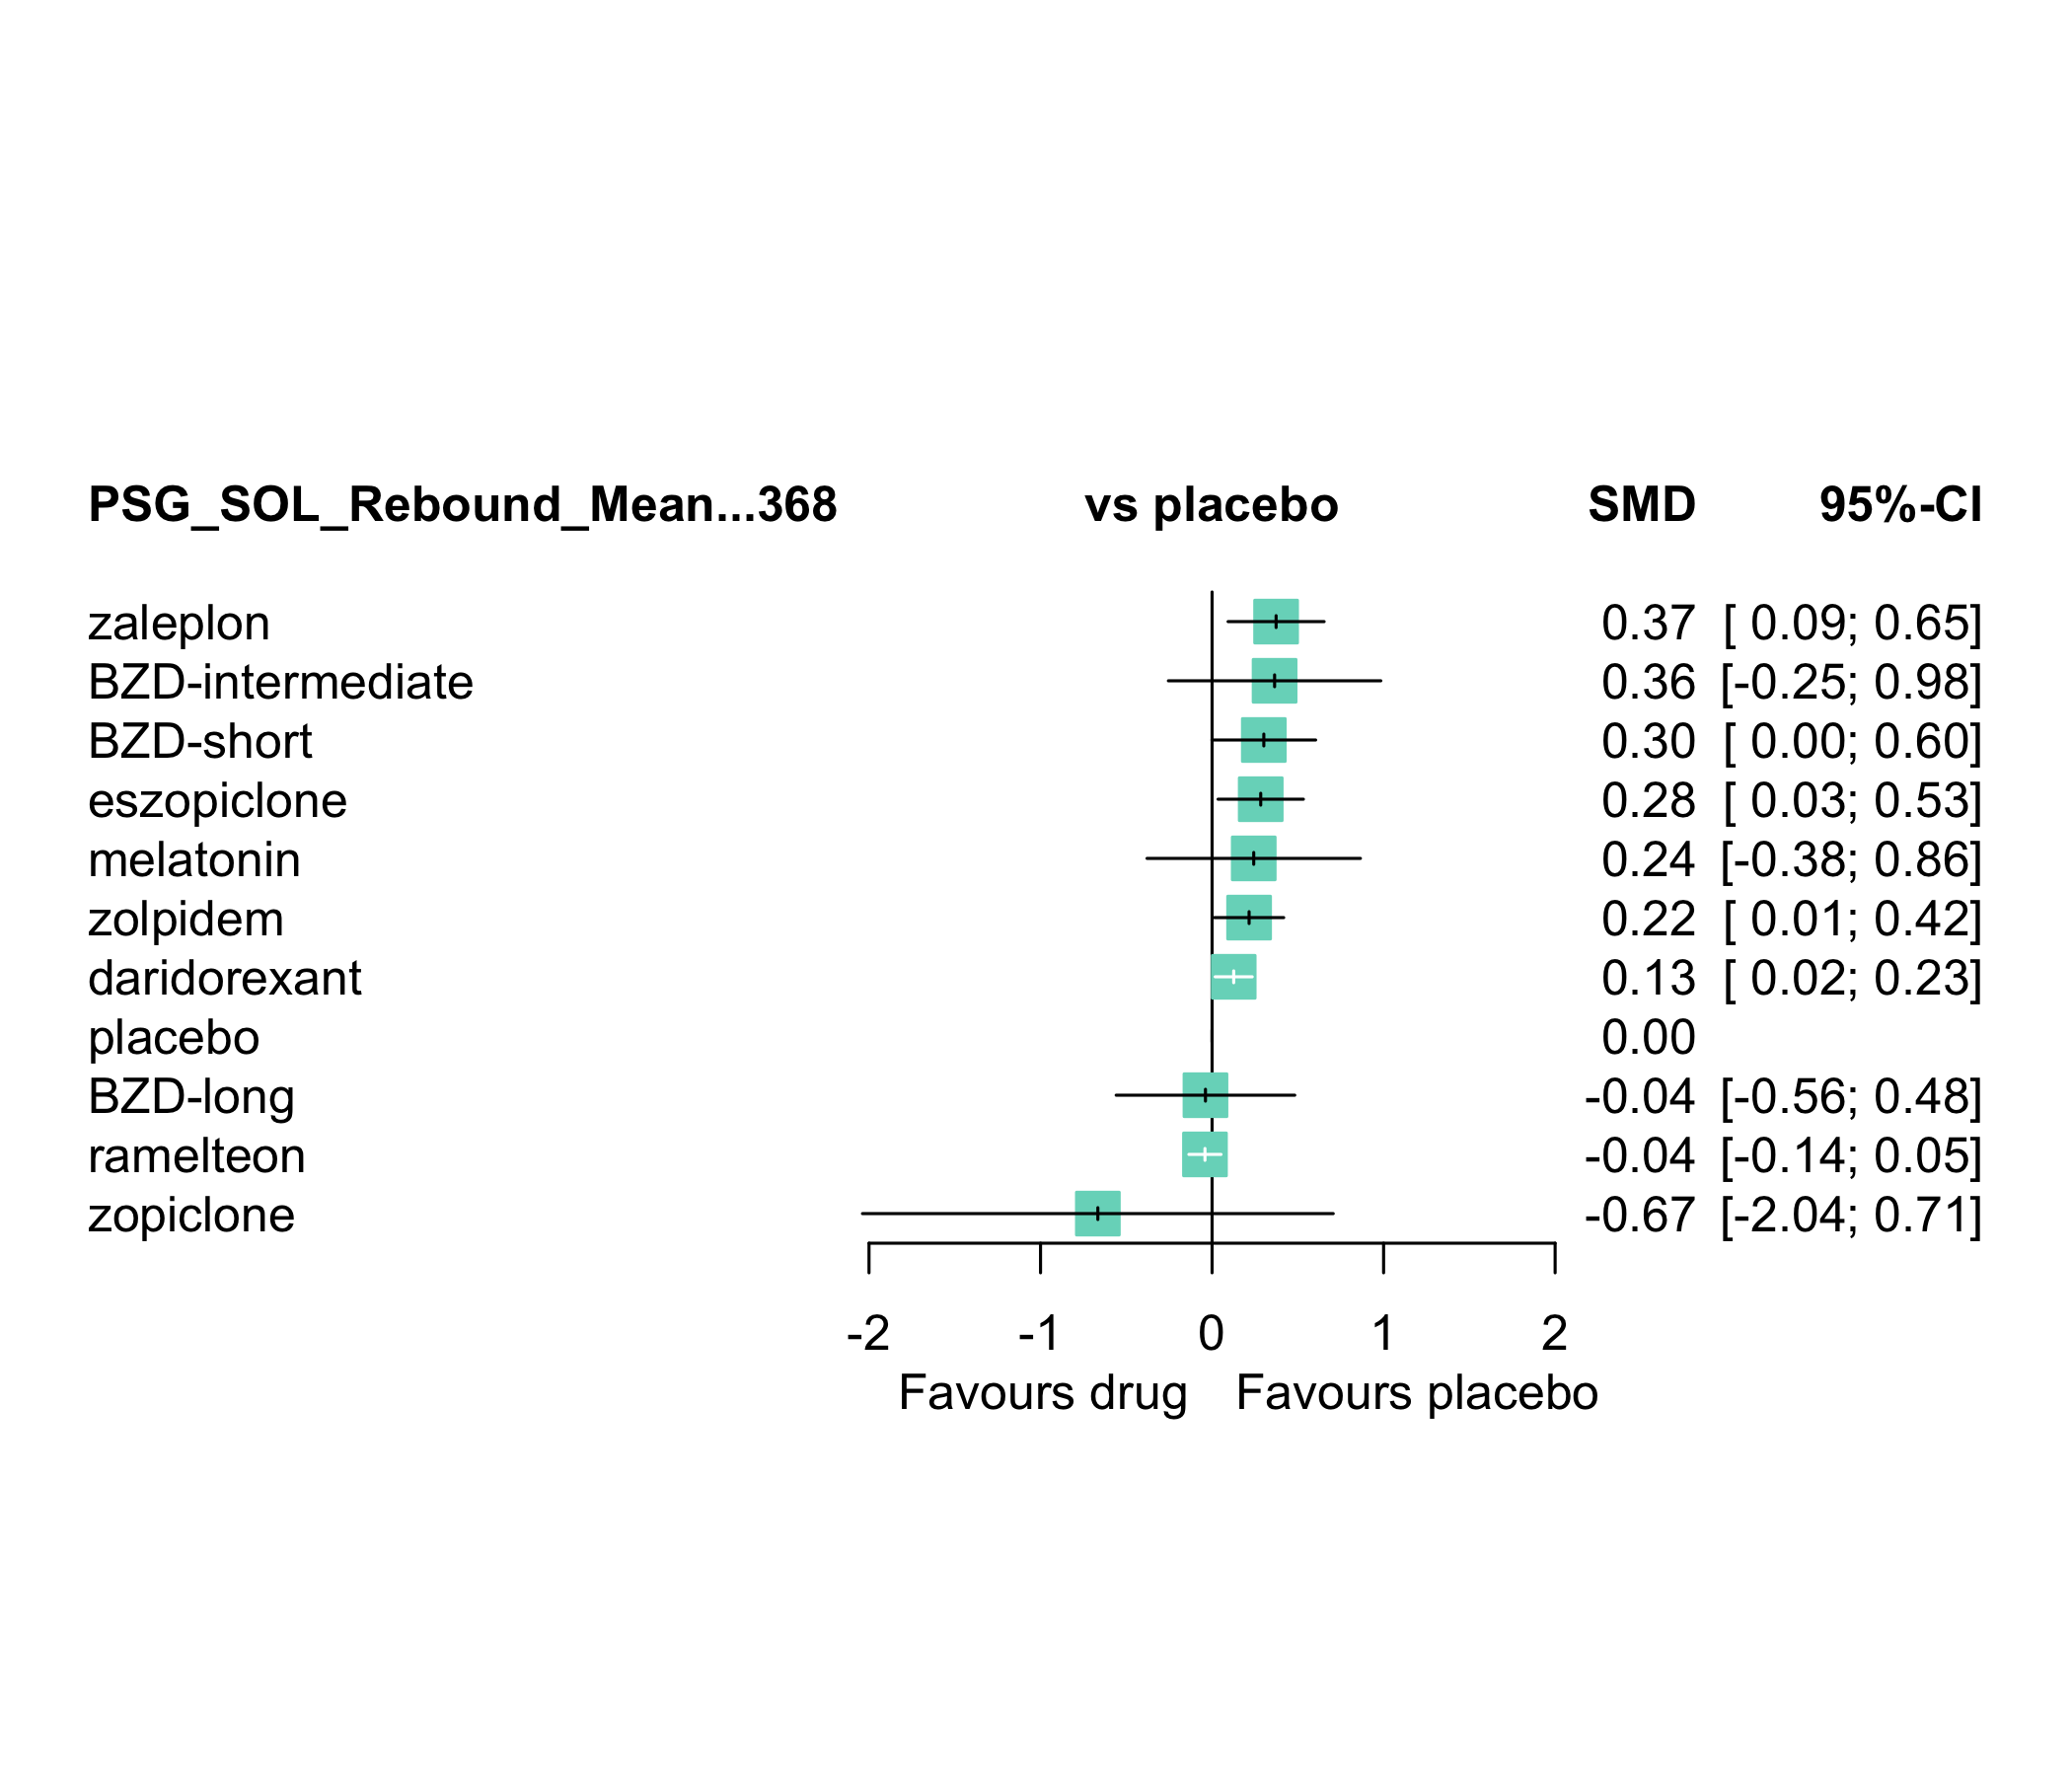 PSG_SOL_Rebound_Mean...368 vs placebo SMD 95%-CI
zaleplon 0.37 [ 0.09; 0.65]
BZD-intermediate 0.36 [-0.25; 0.98]
BZD-short 0.30 [ 0.00; 0.60]
eszopiclone 0.28 [ 0.03; 0.53]
melatonin 0.24 [-0.38; 0.86]
zolpidem 0.22 [ 0.01; 0.42]
daridorexant 0.13 [ 0.02; 0.23]
placebo 0.00
BZD-long -0.04 [-0.56; 0.48]
ramelteon -0.04 [-0.14; 0.05]
zopiclone -0.67 [-2.04; 0.71]
-2 -1 0 1 2
Favours drug Favours placebo